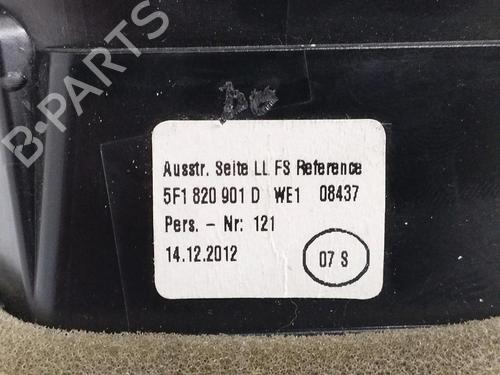 B-PARTS
Ausstr. Seite LL FS Reference
5F1 820 901 D WE1 08437
Pers. - Nr: 121
14.12.2012
07 S